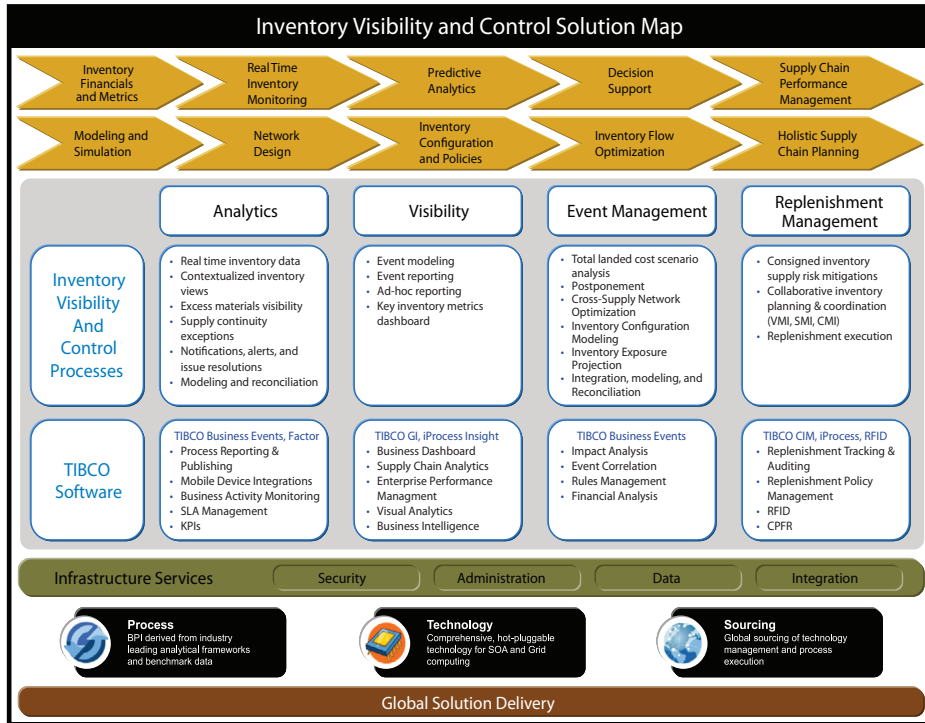 Inventory Visibility and Control Solution Map
Inventory
Financials
and Metrics
Real Time
Inventory
Monitoring
Predictive
Analytics
Decision
Support
Supply Chain
Performance
Management
Modeling and
Simulation
Network
Design
Inventory
Configuration
and Policies
Inventory Flow
Optimization
Holistic Supply
Chain Planning
Analytics
Visibility
Event Management
Replenishment
Management
Inventory
Visibility
And
Control
Processes
• Real time inventory data
• Contextualized inventory
views
• Excess materials visibility
• Supply continuity
exceptions
• Notifications, alerts, and
issue resolutions
• Modeling and reconciliation
• Event modeling
• Event reporting
• Ad-hoc reporting
• Key inventory metrics
dashboard
• Total landed cost scenario
analysis
• Postponement
• Cross-Supply Network
Optimization
• Inventory Configuration
Modeling
• Inventory Exposure
Projection
• Integration, modeling, and
Reconciliation
• Consigned inventory
supply risk mitigations
• Collaborative inventory
planning & coordination
(VMI, SMI, CMI)
• Replenishment execution
TIBCO
Software
TIBCO Business Events, Factor
• Process Reporting &
Publishing
• Mobile Device Integrations
• Business Activity Monitoring
• SLA Management
• KPIs
TIBCO GI, iProcess Insight
• Business Dashboard
• Supply Chain Analytics
• Enterprise Performance
Managment
• Visual Analytics
• Business Intelligence
TIBCO Business Events
• Impact Analysis
• Event Correlation
• Rules Management
• Financial Analysis
TIBCO CIM, iProcess, RFID
• Replenishment Tracking &
Auditing
• Replenishment Policy
Management
• RFID
• CPFR
Infrastructure Services
Security
Administration
Data
Integration
Process
BPI derived from industry
leading analytical frameworks
and benchmark data
Technology
Comprehensive, hot-pluggable
technology for SOA and Grid
computing
Sourcing
Global sourcing of technology
management and process
execution
Global Solution Delivery